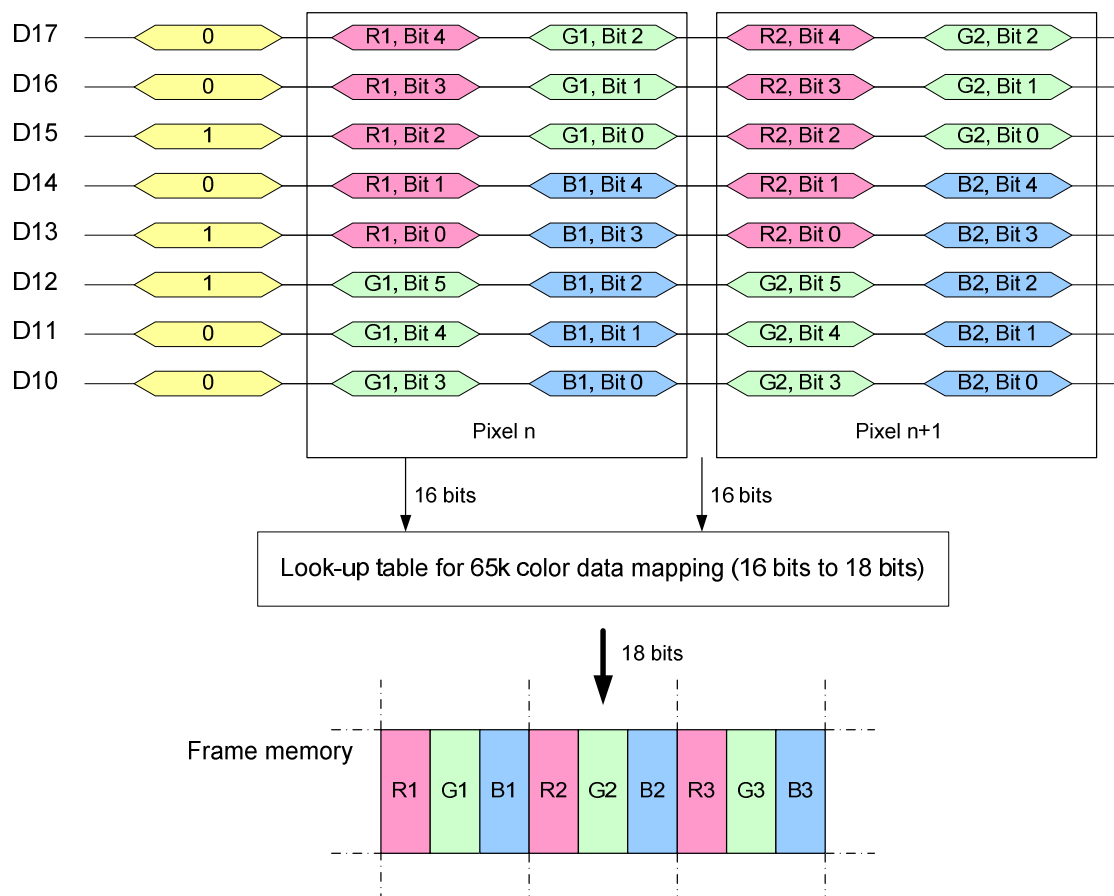 D17 0 R1, Bit 4 G1, Bit 2 R2, Bit 4 G2, Bit 2
D16 0 R1, Bit 3 G1, Bit 1 R2, Bit 3 G2, Bit 1
D15 1 R1, Bit 2 G1, Bit 0 R2, Bit 2 G2, Bit 0
D14 0 R1, Bit 1 B1, Bit 4 R2, Bit 1 B2, Bit 4
D13 1 R1, Bit 0 B1, Bit 3 R2, Bit 0 B2, Bit 3
D12 1 G1, Bit 5 B1, Bit 2 G2, Bit 5 B2, Bit 2
D11 0 G1, Bit 4 B1, Bit 1 G2, Bit 4 B2, Bit 1
D10 0 G1, Bit 3 B1, Bit 0 G2, Bit 3 B2, Bit 0
Pixel n Pixel n+1
16 bits 16 bits
Look-up table for 65k color data mapping (16 bits to 18 bits)
18 bits
Frame memory
R1 G1 B1 R2 G2 B2 R3 G3 B3